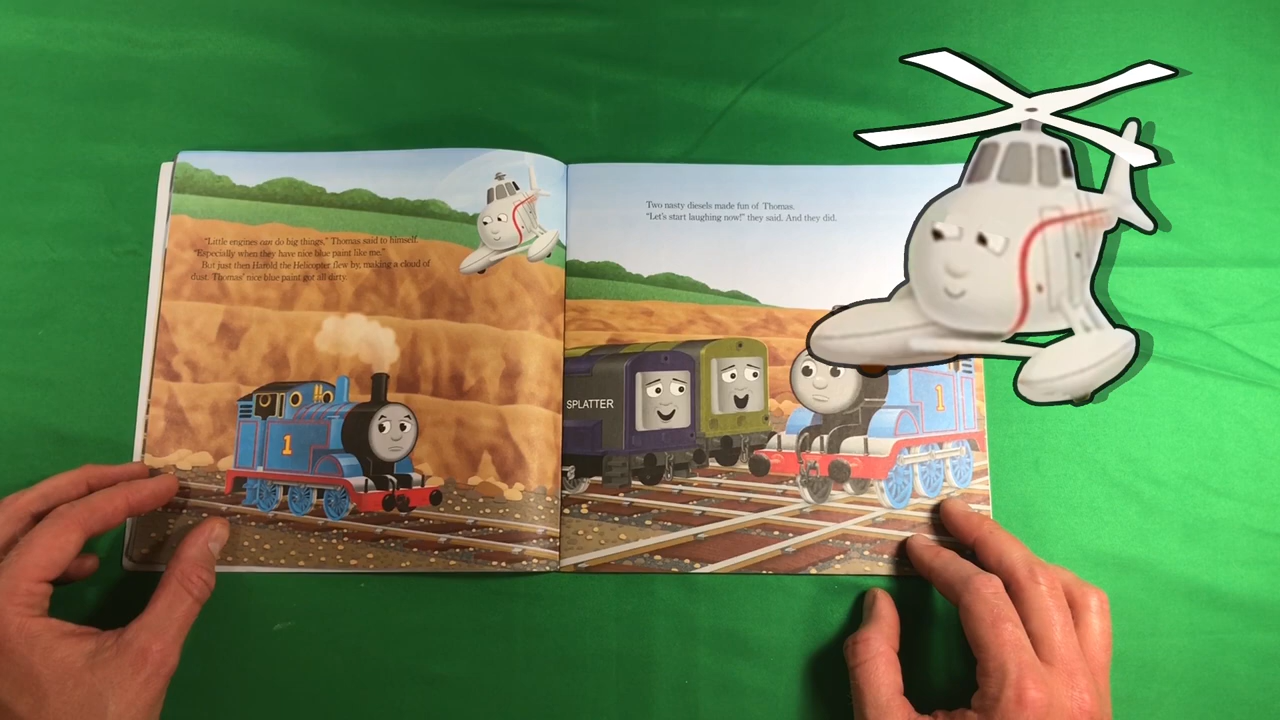 "Little engines can do big things," Thomas said to himself.
"Especially when they have nice blue paint like me."
But just then Harold the Helicopter flew by, making a cloud of
dust. Thomas' nice blue paint got all dirty.
Two nasty diesels made fun of Thomas.
"Let's start laughing now!" they said. And they did.
SPLATTER
1
1